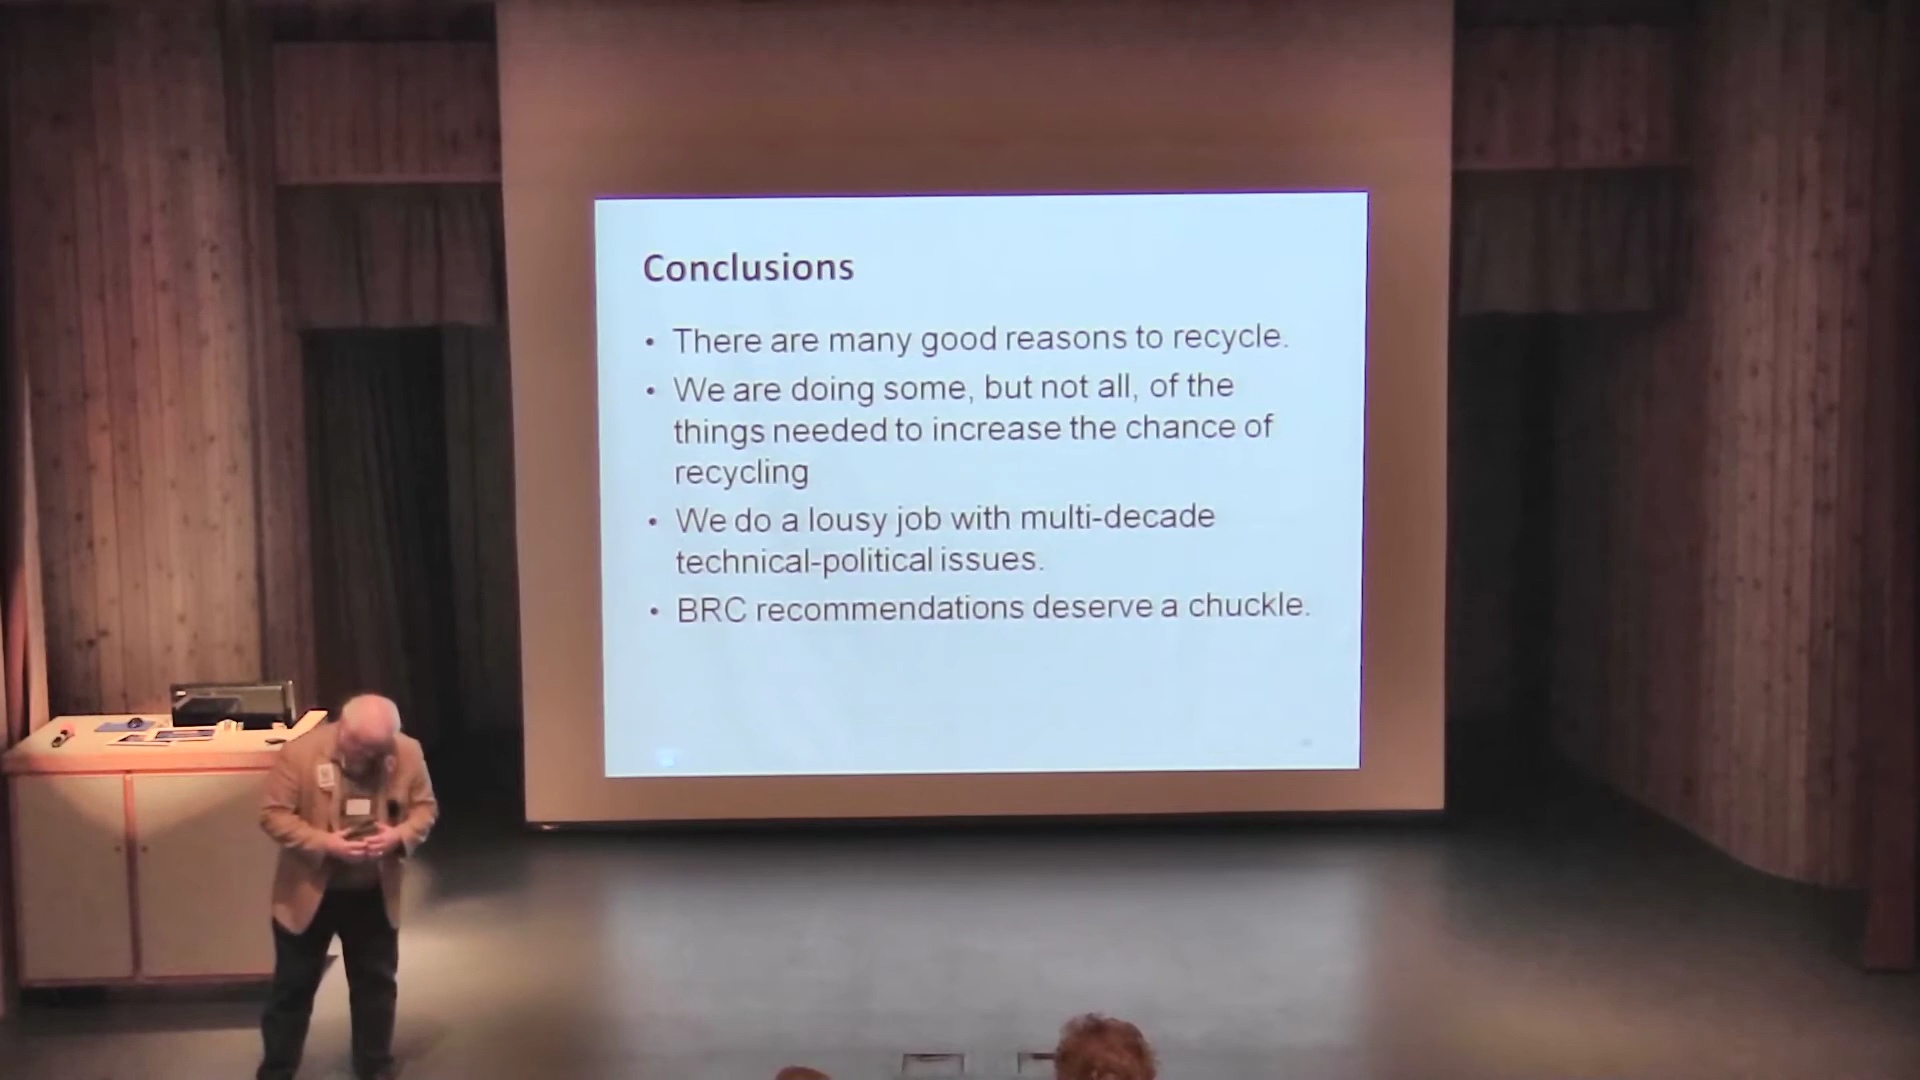 Conclusions
• There are many good reasons to recycle.
• We are doing some, but not all, of the
things needed to increase the chance of
recycling
• We do a lousy job with multi-decade
technical-political issues.
• BRC recommendations deserve a chuckle.